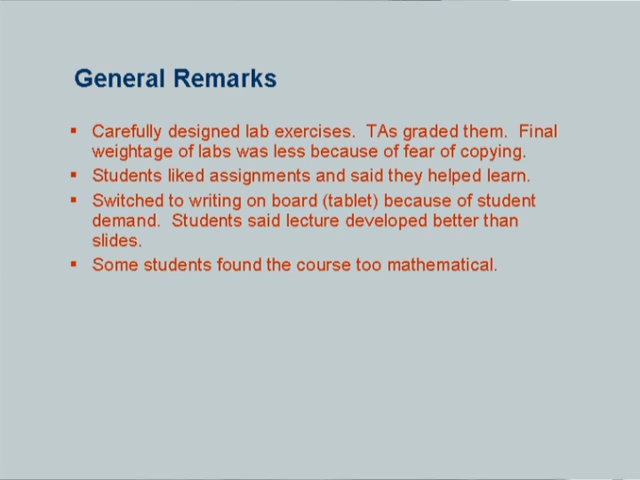 General Remarks
▪ Carefully designed lab exercises.  TAs graded them.  Final
weightage of labs was less because of fear of copying.
▪ Students liked assignments and said they helped learn.
▪ Switched to writing on board (tablet) because of student
demand.  Students said lecture developed better than
slides.
▪ Some students found the course too mathematical.